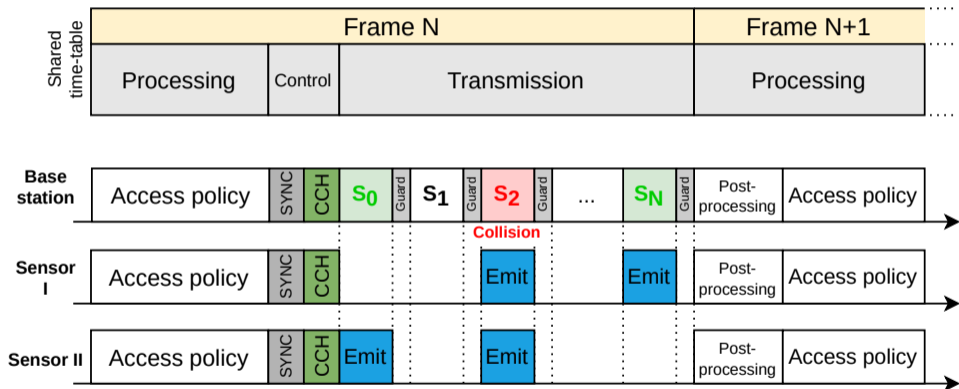 Shared
time-table
Frame N
Frame N+1
Processing
Control
Transmission
Processing
Base
station
Access policy
SYNC
CCH
S0
Guard
S1
Guard
S2
Guard
...
SN
Guard
Post-
processing
Access policy
Collision
Sensor
I
Access policy
SYNC
CCH
Emit
Emit
Post-
processing
Access policy
Sensor II
Access policy
SYNC
CCH
Emit
Emit
Post-
processing
Access policy